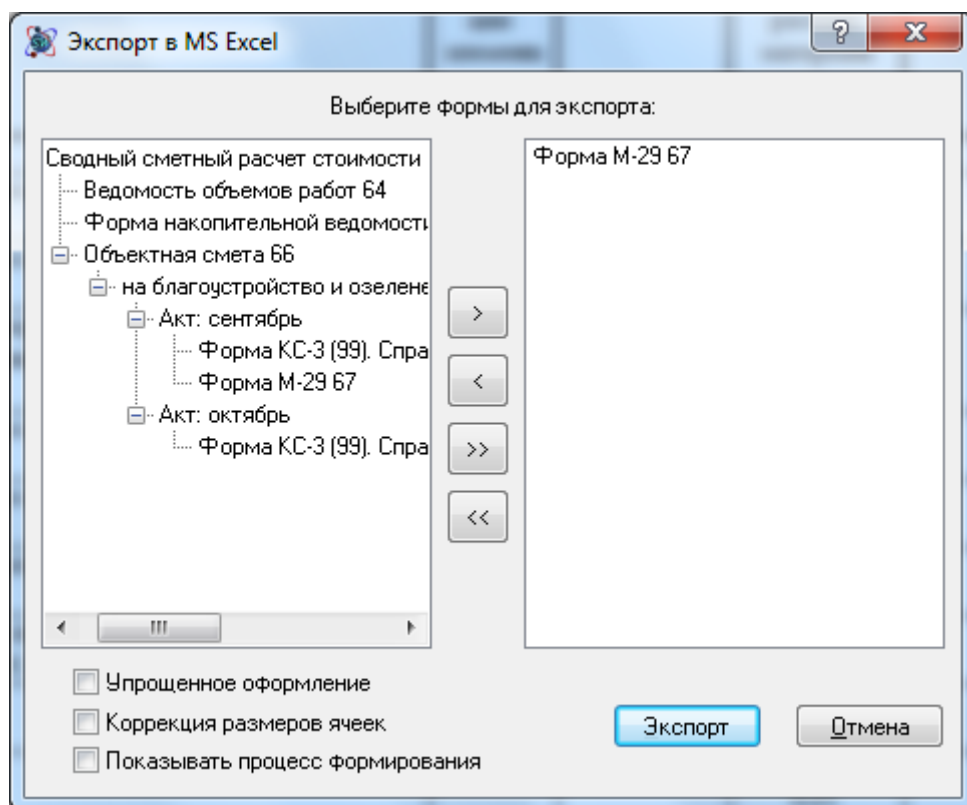 Экспорт в MS Excel
Выберите формы для экспорта:
Сводный сметный расчет стоимости
Ведомость объемов работ 64
Форма накопительной ведомости
Объектная смета 66
на благоустройство и озелене
Акт: сентябрь
Форма КС-3 (99). Спра
Форма М-29 67
Акт: октябрь
Форма КС-3 (99). Спра
>
<
>>
<<
Форма М-29 67
Упрощенное оформление
Коррекция размеров ячеек
Показывать процесс формирования
Экспорт
Отмена